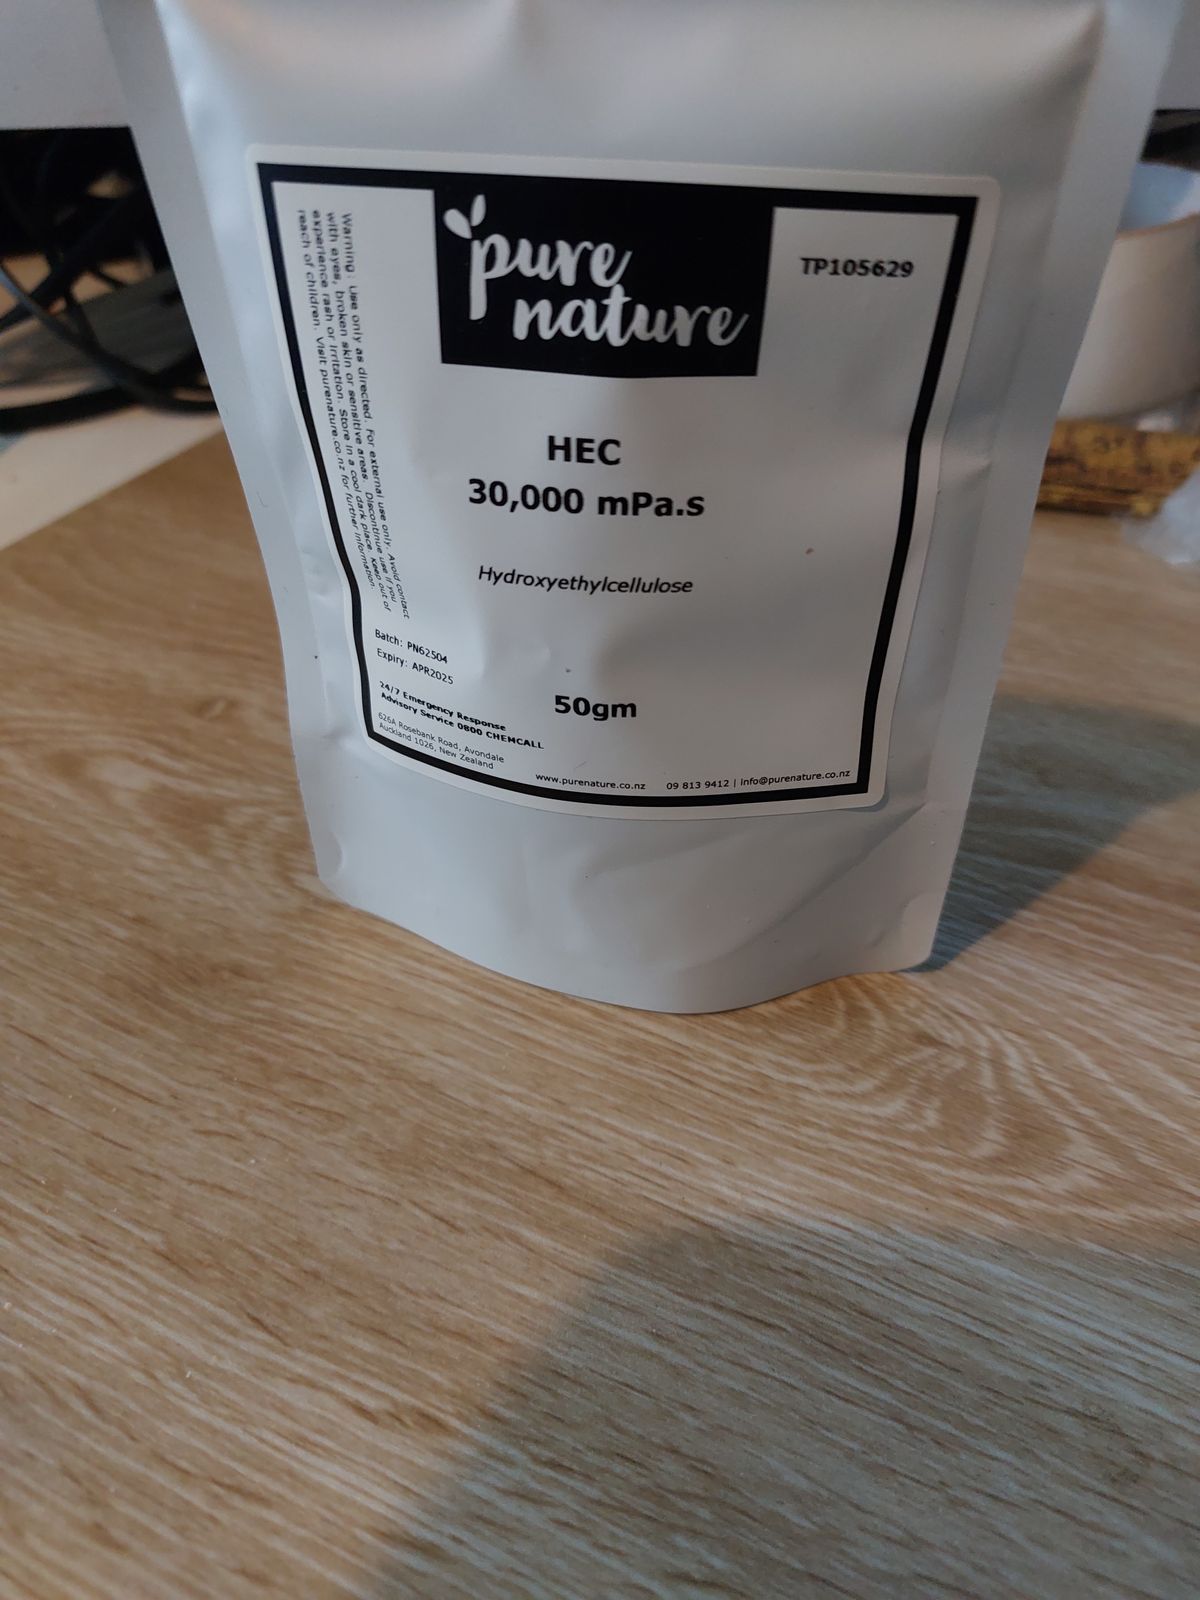 pure
nature
TP105629
HEC
30,000 mPa.s
Hydroxyethylcellulose
50gm
Warning : Use only as directed. For external use only. Avoid contact
with eyes, broken skin or sensitive areas. Discontinue use if you
experience rash or irritation. Store in a cool dark place. Keep out of
reach of children. Visit purenature.co.nz for further information.
Batch: PN62504
Expiry: APR2025
24/7 Emergency Response
Advisory Service 0800 CHEMCALL
626A Rosebank Road, Avondale
Auckland 1026, New Zealand
www.purenature.co.nz 09 813 9412 | info@purenature.co.nz